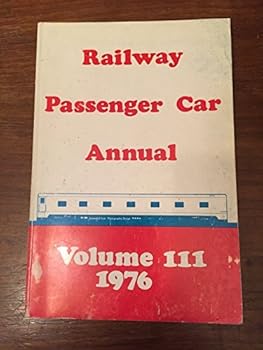 Railway
Passenger Car
Annual
Volume 111
1976